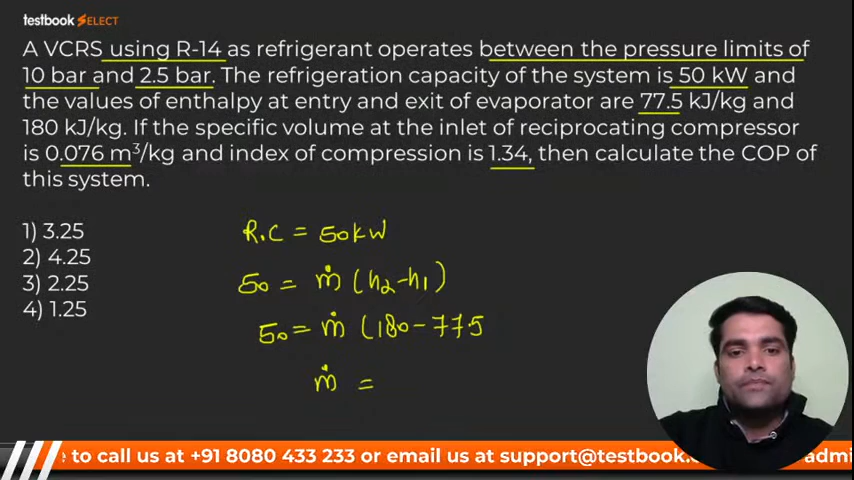 testbook SELECT
A VCRS using R-14 as refrigerant operates between the pressure limits of
10 bar and 2.5 bar. The refrigeration capacity of the system is 50 kW and
the values of enthalpy at entry and exit of evaporator are 77.5 kJ/kg and
180 kJ/kg. If the specific volume at the inlet of reciprocating compressor
is 0.076 m³/kg and index of compression is 1.34, then calculate the COP of
this system.
1) 3.25
2) 4.25
3) 2.25
4) 1.25
R.C = 50kW
50 = ṁ (h₂-h₁)
50 = ṁ (180-77.5
ṁ =
e to call us at +91 8080 433 233 or email us at support@testbook.c admi